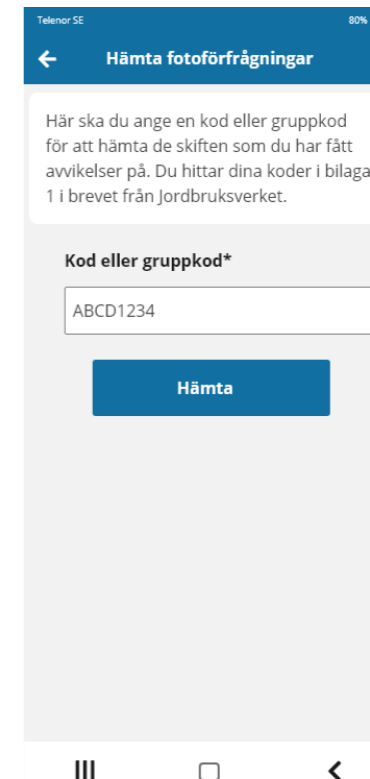 Telenor SE 80%
Hämta fotoförfrågningar
Här ska du ange en kod eller gruppkod
för att hämta de skiften som du har fått
avvikelser på. Du hittar dina koder i bilaga
1 i brevet från Jordbruksverket.
Kod eller gruppkod*
ABCD1234
Hämta